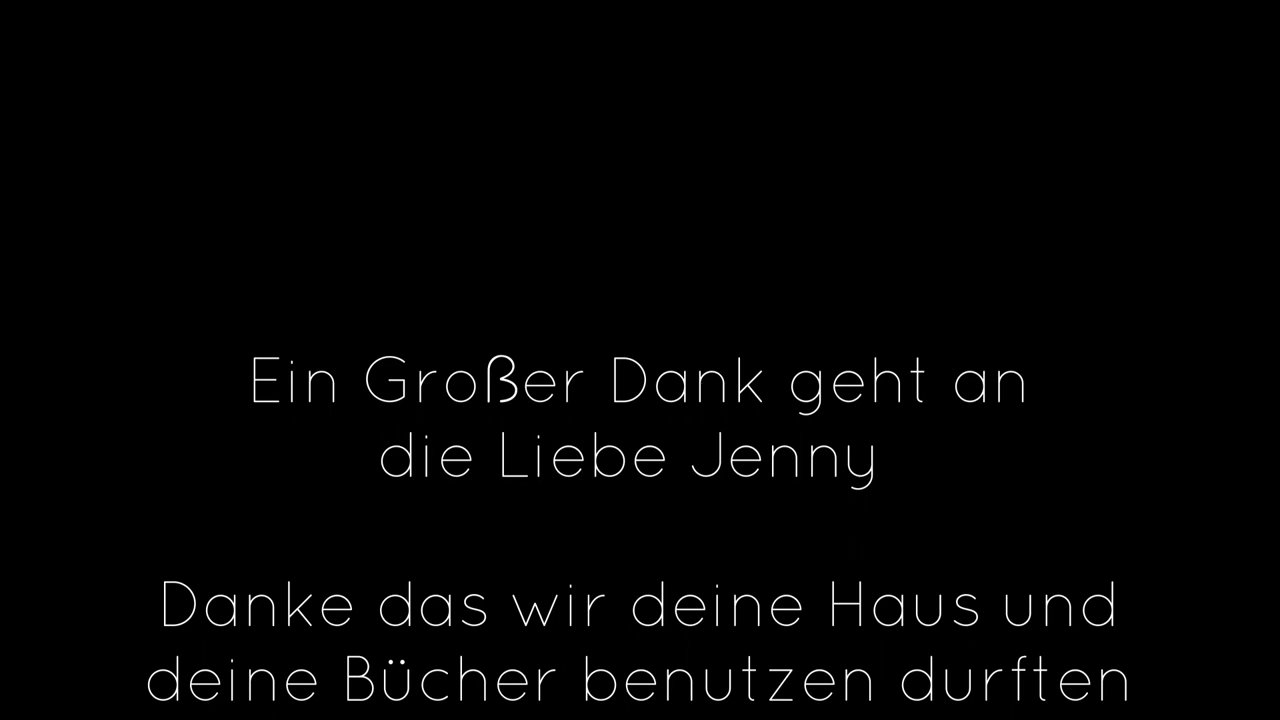 Ein Großer Dank geht an
die Liebe Jenny
Danke das wir deine Haus und
deine Bücher benutzen durften